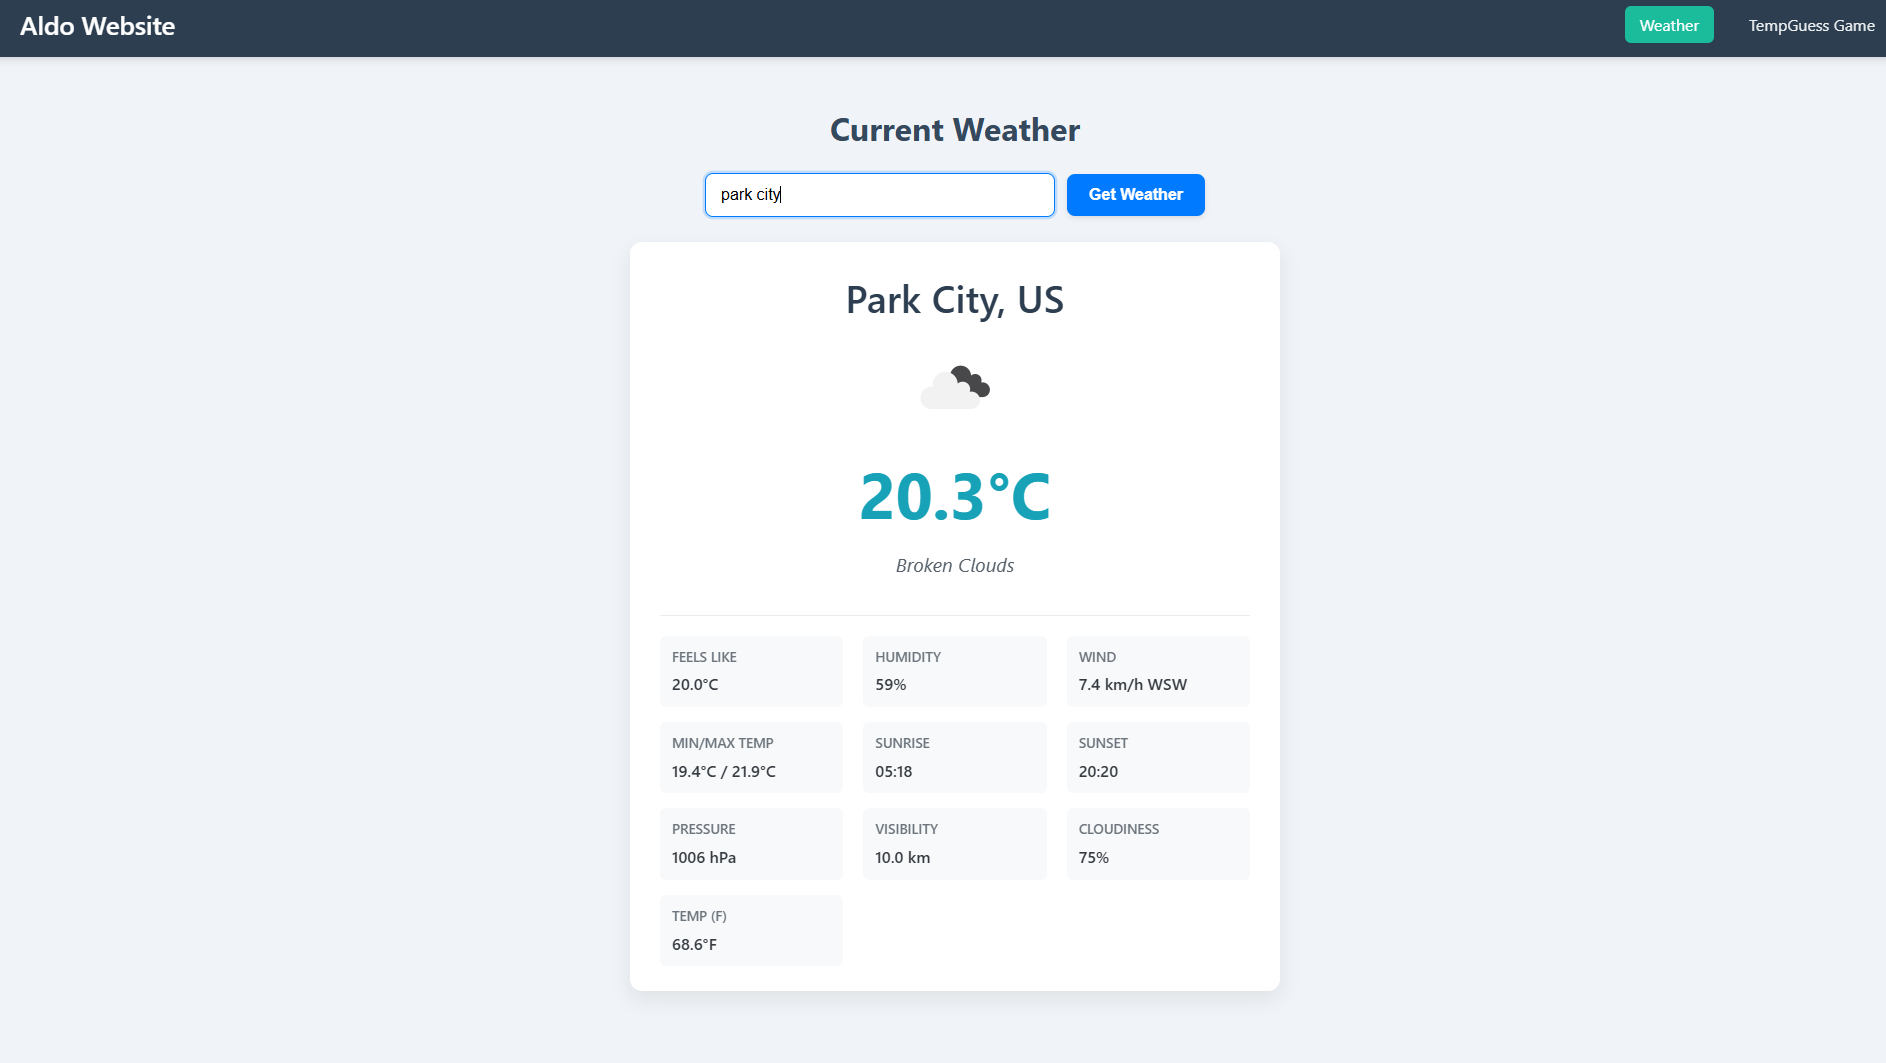 Aldo Website
Weather
TempGuess Game
Current Weather
park city
Get Weather
Park City, US
20.3°C
Broken Clouds
FEELS LIKE
20.0°C
HUMIDITY
59%
WIND
7.4 km/h WSW
MIN/MAX TEMP
19.4°C / 21.9°C
SUNRISE
05:18
SUNSET
20:20
PRESSURE
1006 hPa
VISIBILITY
10.0 km
CLOUDINESS
75%
TEMP (F)
68.6°F